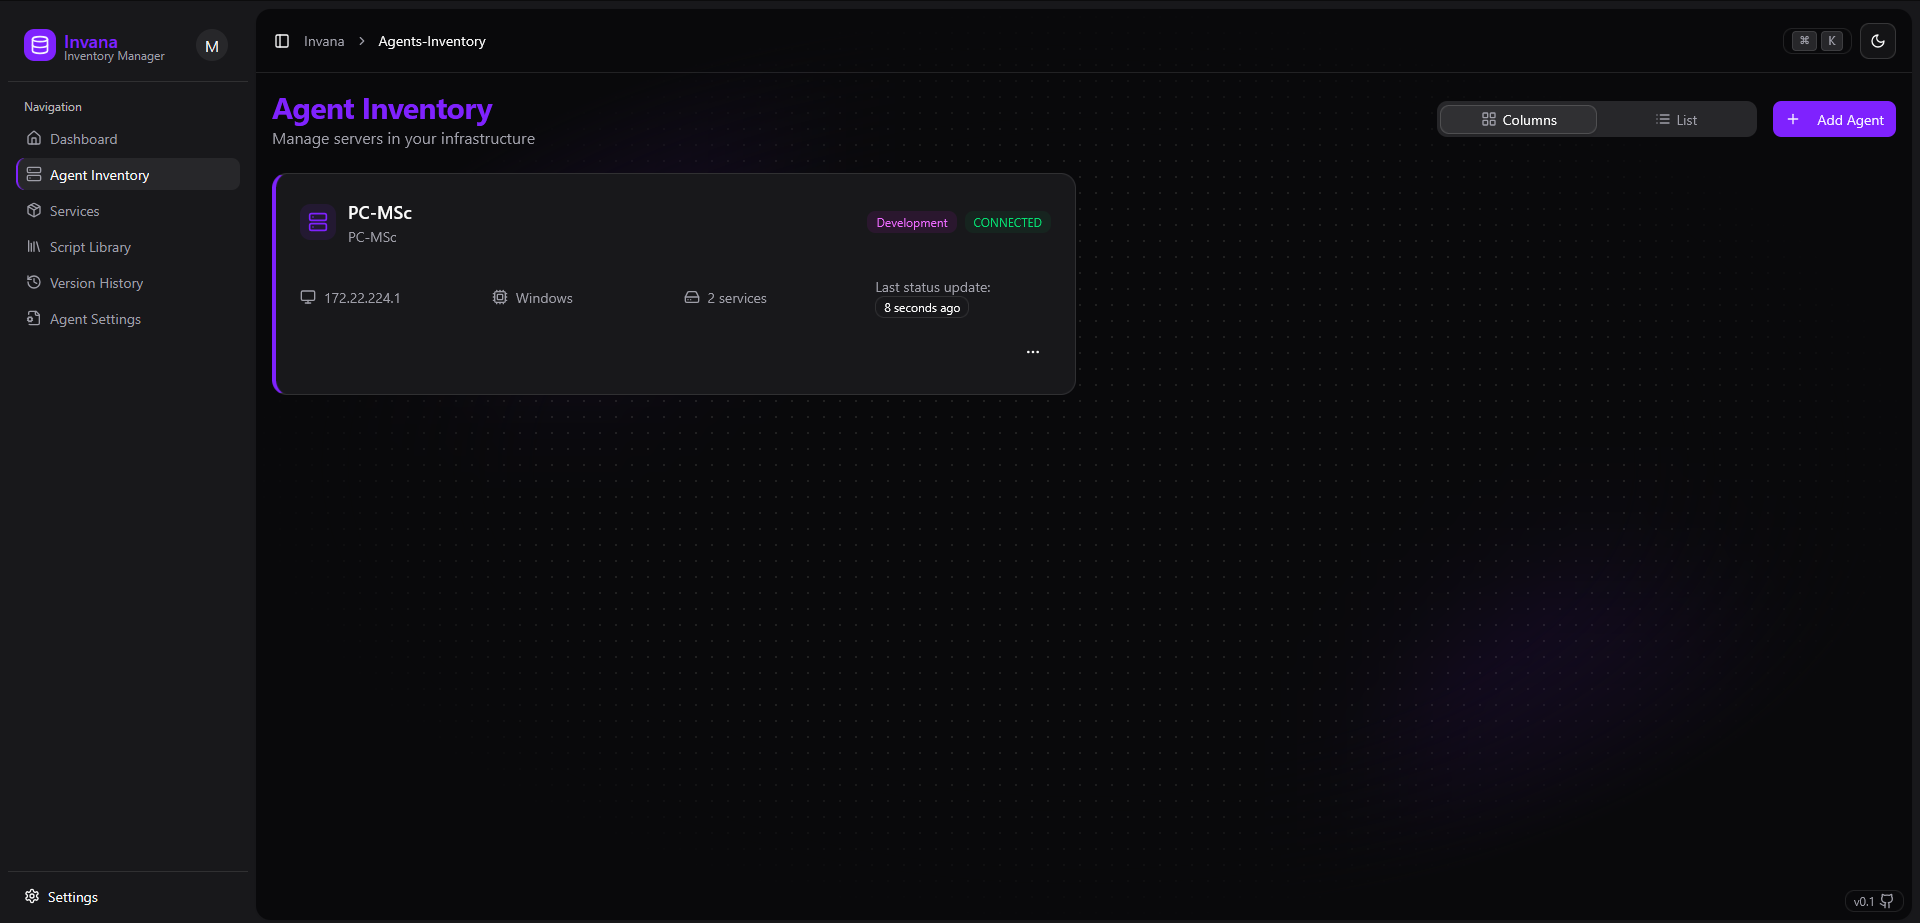 Invana
Inventory Manager
M
Navigation
Dashboard
Agent Inventory
Services
Script Library
Version History
Agent Settings
Settings
Invana > Agents-Inventory
⌘ K
Agent Inventory
Manage servers in your infrastructure
Columns
List
+ Add Agent
PC-MSc
PC-MSc
Development
CONNECTED
172.22.224.1
Windows
2 services
Last status update:
8 seconds ago
...
v0.1